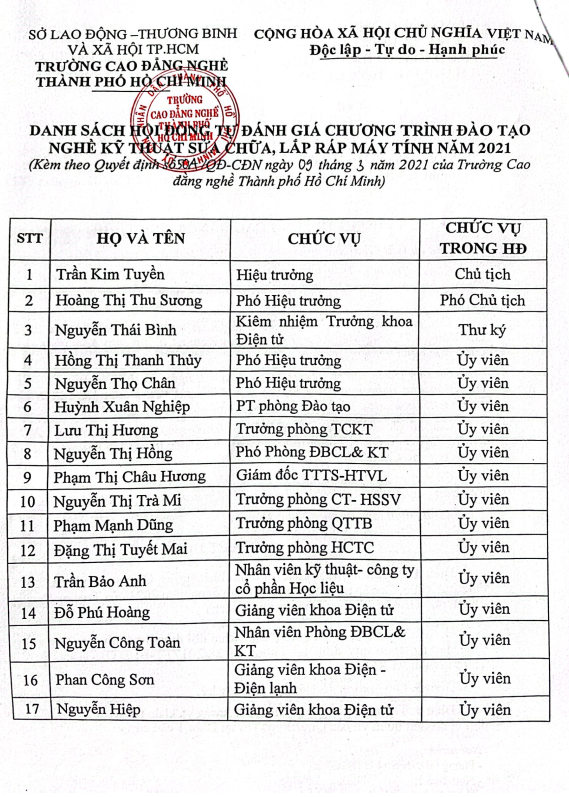 SỞ LAO ĐỘNG –THƯƠNG BINH
VÀ XÃ HỘI TP.HCM
TRƯỜNG CAO ĐẲNG NGHỀ
THÀNH PHỐ HỒ CHÍ MINH
CỘNG HÒA XÃ HỘI CHỦ NGHĨA VIỆT NAM
Độc lập - Tự do - Hạnh phúc
TRƯỜNG
CAO ĐẲNG NGHỀ
THÀNH PHỐ
HỒ CHÍ MINH
DANH SÁCH HỘI ĐỒNG TỰ ĐÁNH GIÁ CHƯƠNG TRÌNH ĐÀO TẠO
NGHỀ KỸ THUẬT SỬA CHỮA, LẮP RÁP MÁY TÍNH NĂM 2021
(Kèm theo Quyết định /QĐ-CĐN ngày 09 tháng 3 năm 2021 của Trường Cao
đẳng nghề Thành phố Hồ Chí Minh)
STT HỌ VÀ TÊN CHỨC VỤ CHỨC VỤ
TRONG HĐ
1 Trần Kim Tuyền Hiệu trưởng Chủ tịch
2 Hoàng Thị Thu Sương Phó Hiệu trưởng Phó Chủ tịch
3 Nguyễn Thái Bình Kiêm nhiệm Trưởng khoa
Điện tử Thư ký
4 Hồng Thị Thanh Thủy Phó Hiệu trưởng Ủy viên
5 Nguyễn Thọ Chân Phó Hiệu trưởng Ủy viên
6 Huỳnh Xuân Nghiệp PT phòng Đào tạo Ủy viên
7 Lưu Thị Hương Trưởng phòng TCKT Ủy viên
8 Nguyễn Thị Hồng Phó Phòng ĐBCL& KT Ủy viên
9 Phạm Thị Châu Hương Giám đốc TTTS-HTVL Ủy viên
10 Nguyễn Thị Trà Mi Trưởng phòng CT- HSSV Ủy viên
11 Phạm Mạnh Dũng Trưởng phòng QTTB Ủy viên
12 Đặng Thị Tuyết Mai Trưởng phòng HCTC Ủy viên
13 Trần Bảo Anh Nhân viên kỹ thuật- công ty
cổ phần Học liệu Ủy viên
14 Đỗ Phú Hoàng Giảng viên khoa Điện tử Ủy viên
15 Nguyễn Công Toàn Nhân viên Phòng ĐBCL&
KT Ủy viên
16 Phan Công Sơn Giảng viên khoa Điện -
Điện lạnh Ủy viên
17 Nguyễn Hiệp Giảng viên khoa Điện tử Ủy viên